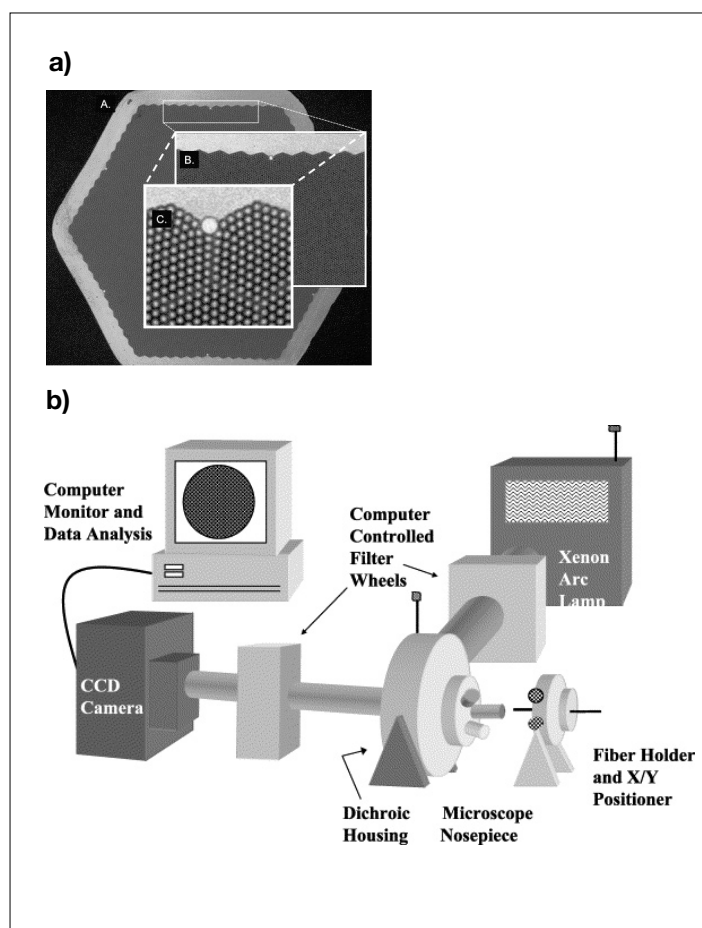 a)
A.
B.
C.
b)
Computer
Monitor and
Data Analysis
Computer
Controlled
Filter
Wheels
Xenon
Arc
Lamp
CCD
Camera
Fiber Holder
and X/Y
Positioner
Dichroic
Housing
Microscope
Nosepiece